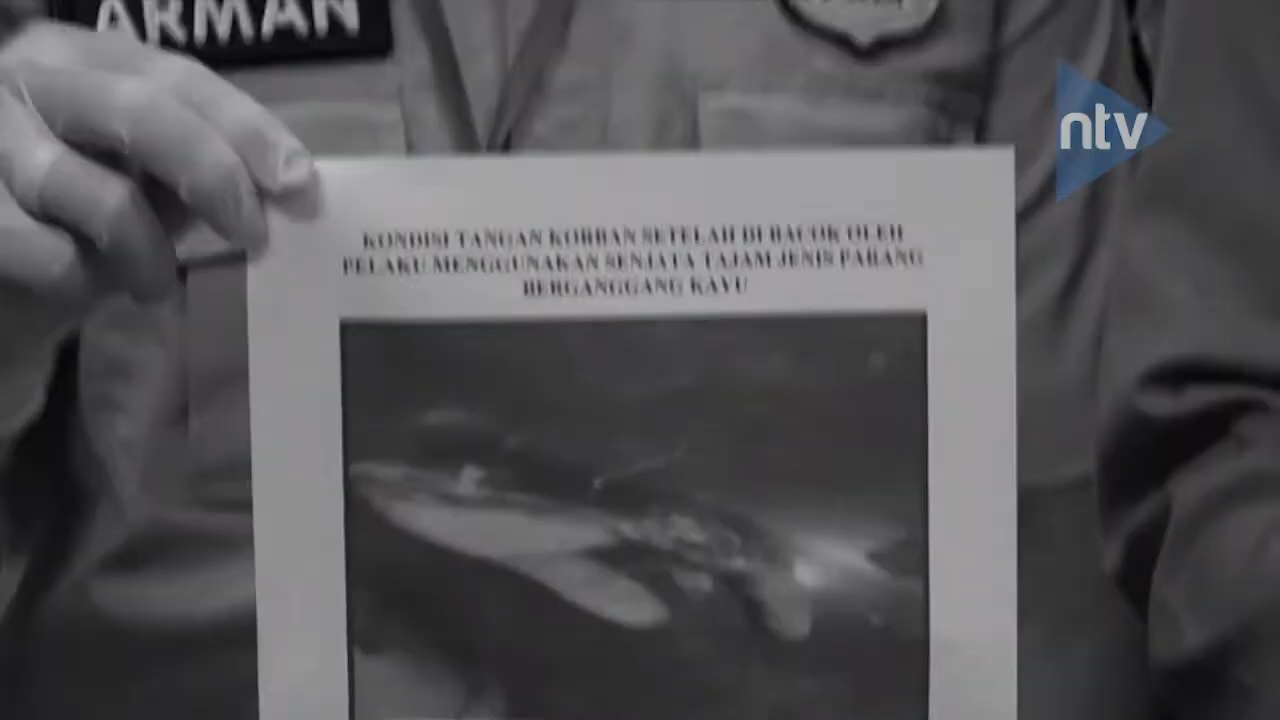 ARMAN
ntv
KONDISI TANGAN KORBAN SETELAH DI BACOK OLEH
PELAKU MENGGUNAKAN SENJATA TAJAM JENIS PARANG
BERGANGGANG KAYU